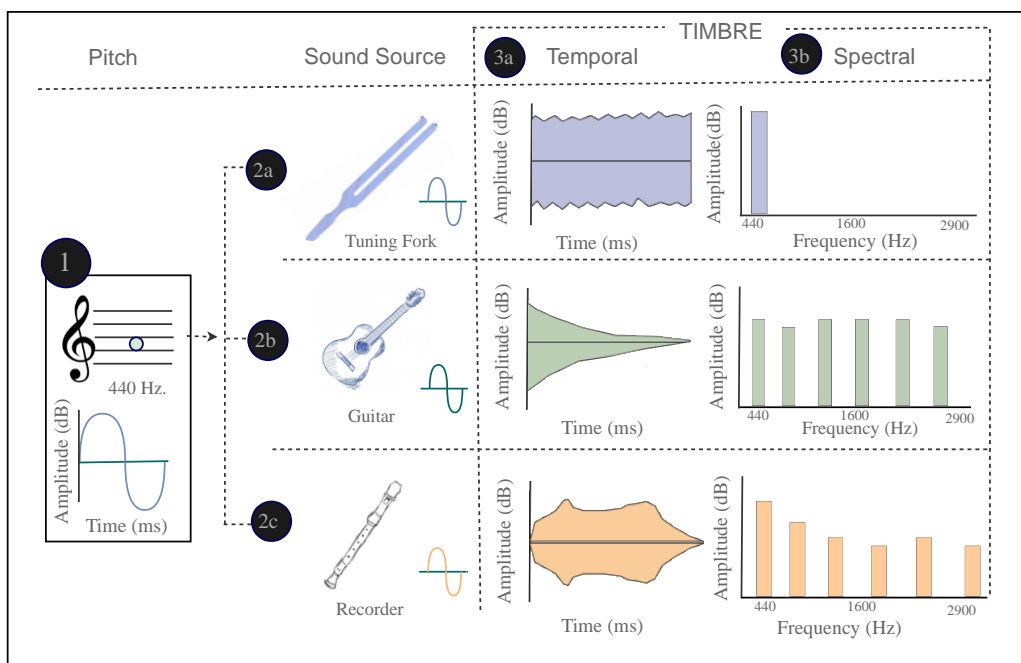 TIMBRE
Pitch
Sound Source
3a
Temporal
3b
Spectral
1
440 Hz.
Amplitude (dB)
Time (ms)
2a
Tuning Fork
Amplitude (dB)
Time (ms)
Amplitude(dB)
440 1600 2900
Frequency (Hz)
2b
Guitar
Amplitude (dB)
Time (ms)
Amplitude (dB)
440 1600 2900
Frequency (Hz)
2c
Recorder
Amplitude (dB)
Time (ms)
Amplitude (dB)
440 1600 2900
Frequency (Hz)